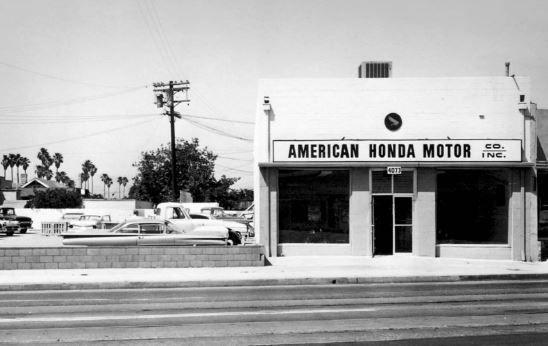 AMERICAN HONDA MOTOR CO. INC.
4077